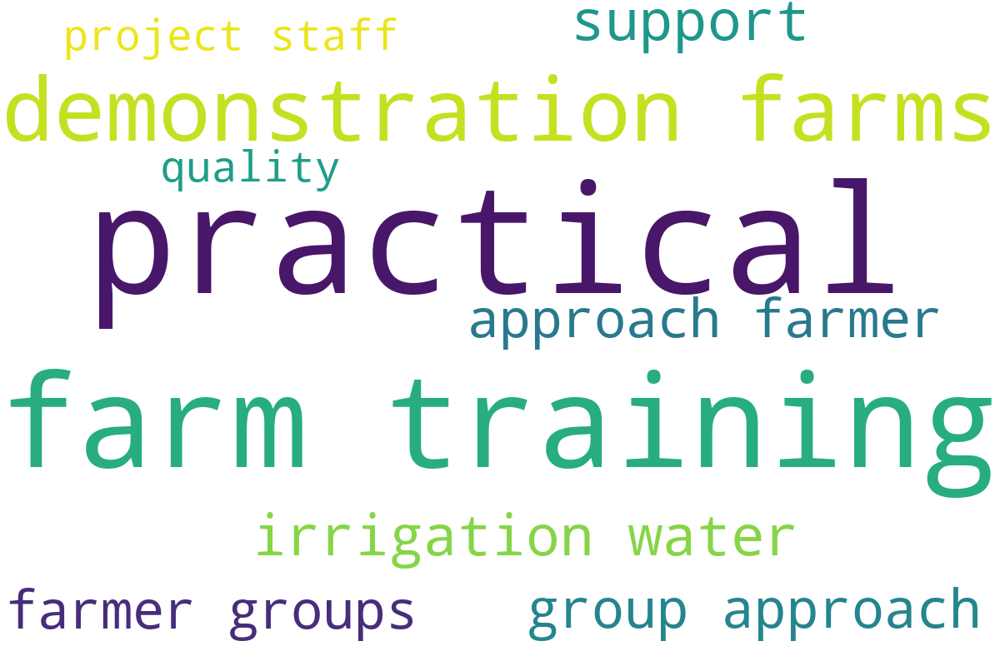 project staff
support
demonstration farms
quality
practical
approach farmer
farm training
irrigation water
farmer groups
group approach